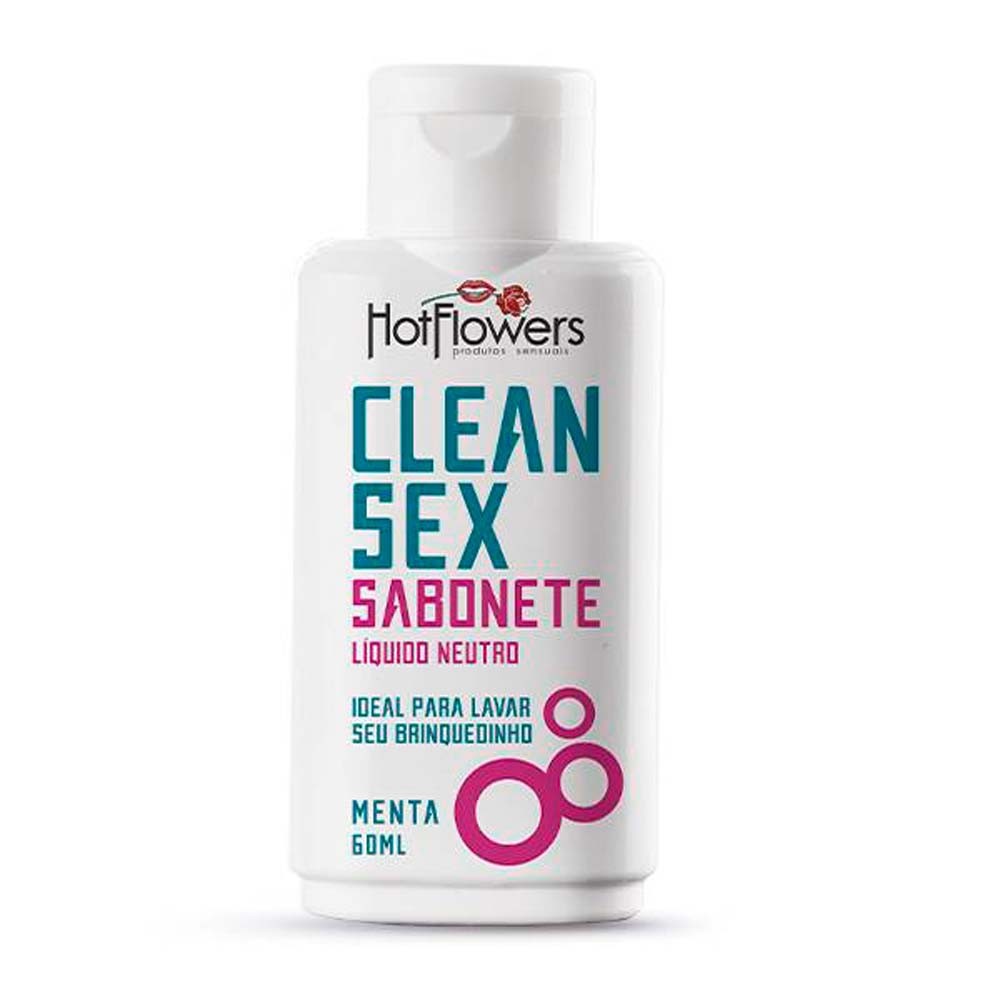 HotFlowers
produtos sensuais
CLEAN
SEX
SABONETE
LÍQUIDO NEUTRO
IDEAL PARA LAVAR
SEU BRINQUEDINHO
MENTA
60ML